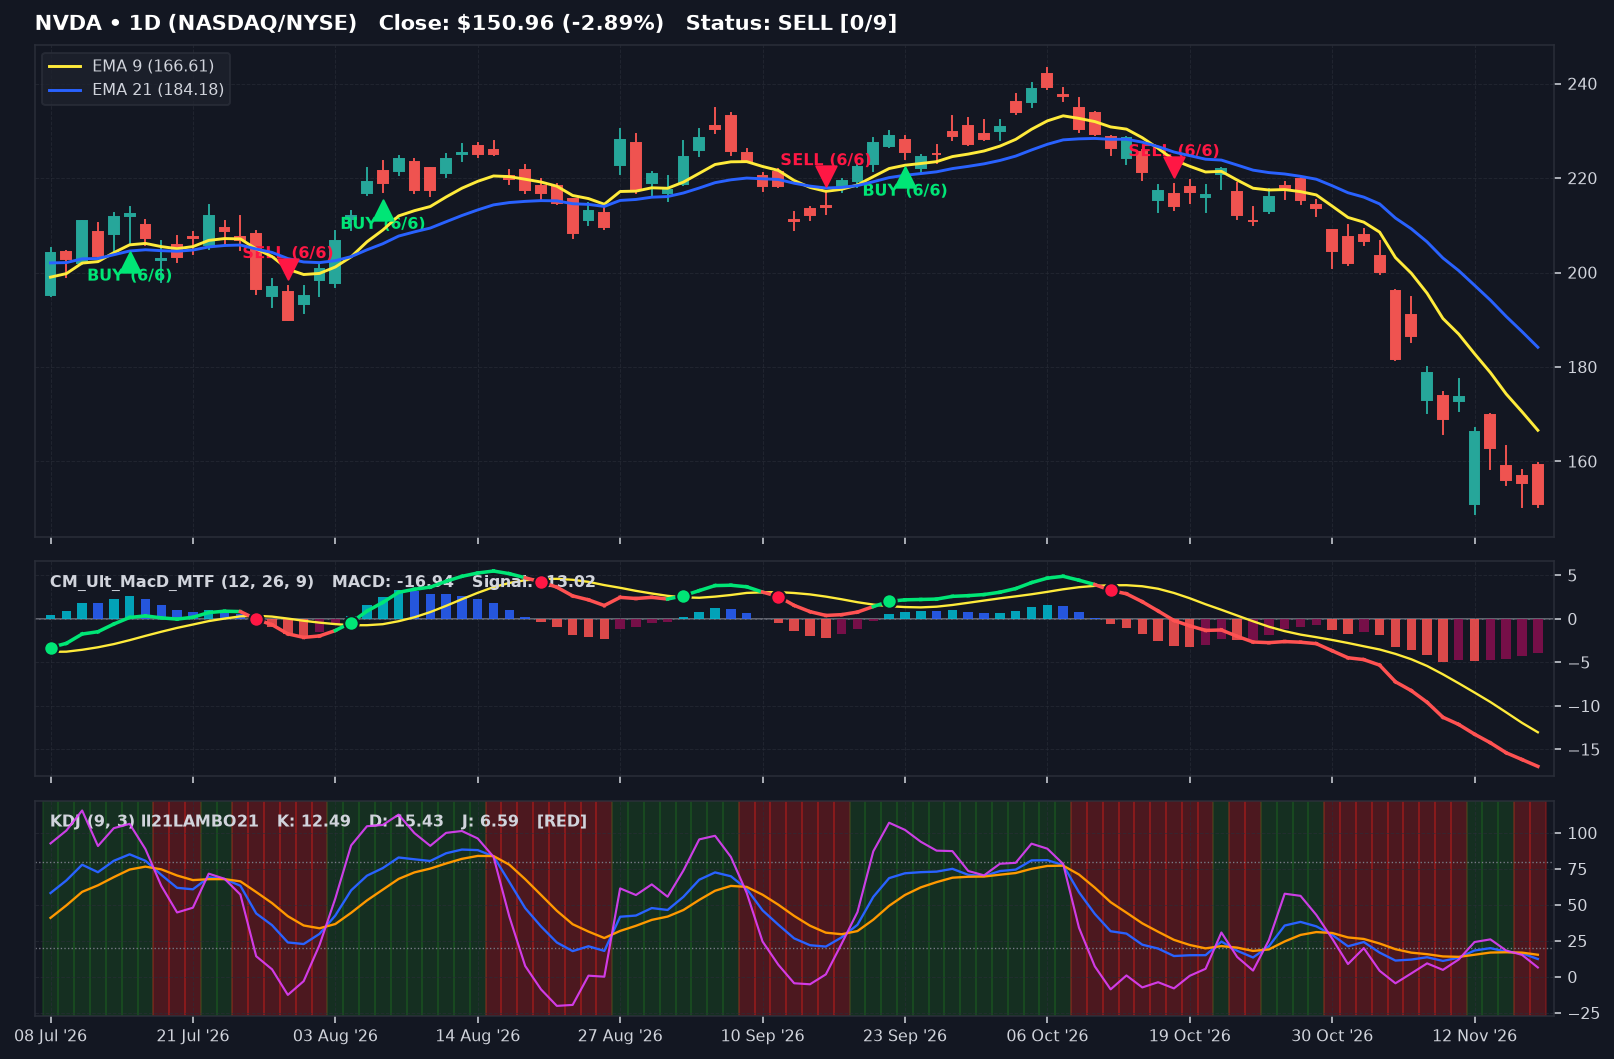 NVDA • 1D (NASDAQ/NYSE)   Close: $150.96 (-2.89%)   Status: SELL [0/9]
EMA 9 (166.61)
EMA 21 (184.18)
240
220
200
180
160
BUY (6/6)
SELL (6/6)
BUY (6/6)
SELL (6/6)
BUY (6/6)
SELL (6/6)
CM_Ult_MacD_MTF (12, 26, 9)   MACD: -16.94   Signal: -13.02
5
0
−5
−10
−15
KDJ (9, 3) ll21LAMBO21   K: 12.49   D: 15.43   J: 6.59   [RED]
100
75
50
25
0
−25
08 Jul '26
21 Jul '26
03 Aug '26
14 Aug '26
27 Aug '26
10 Sep '26
23 Sep '26
06 Oct '26
19 Oct '26
30 Oct '26
12 Nov '26